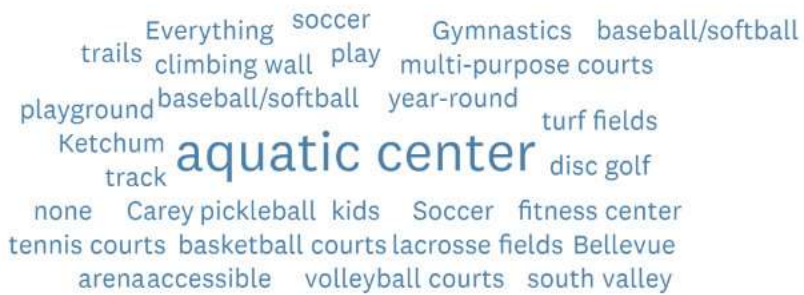 Everything soccer Gymnastics baseball/softball
trails climbing wall play multi-purpose courts
playground baseball/softball year-round
turf fields
Ketchum aquatic center disc golf
track
none Carey pickleball kids Soccer fitness center
tennis courts basketball courts lacrosse fields Bellevue
arena accessible volleyball courts south valley